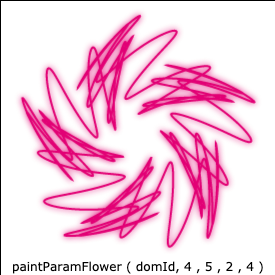 paintParamFlower ( domId, 4 , 5 , 2 , 4 )